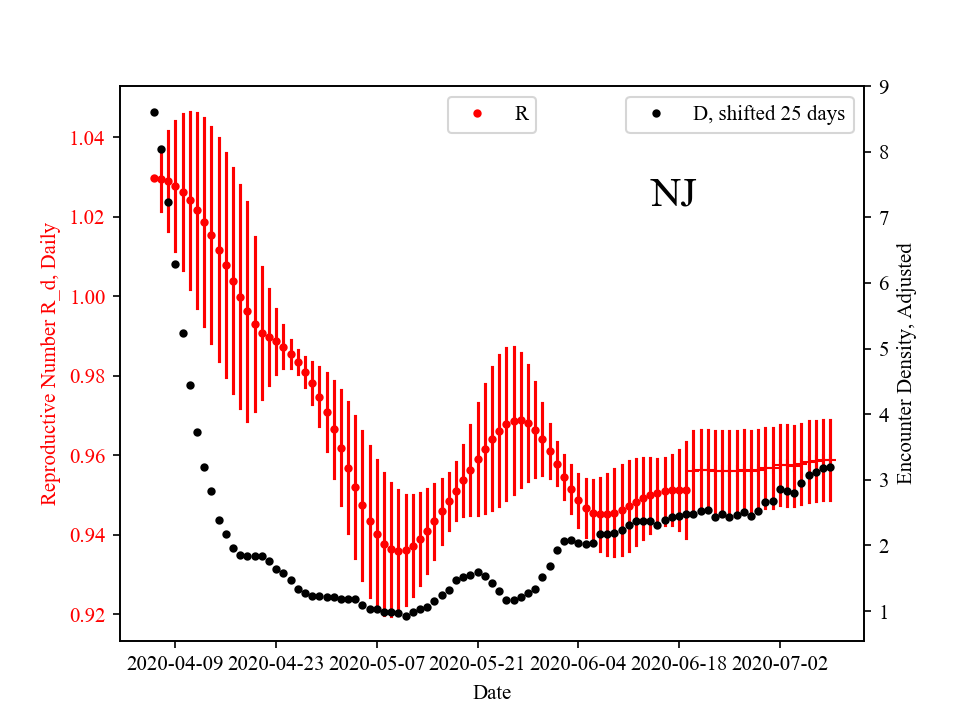 R
D, shifted 25 days
NJ
Reproductive Number R_d, Daily
1.04
1.02
1.00
0.98
0.96
0.94
0.92
9
8
7
6
5
4
3
2
1
Encounter Density, Adjusted
2020-04-09 2020-04-23 2020-05-07 2020-05-21 2020-06-04 2020-06-18 2020-07-02
Date